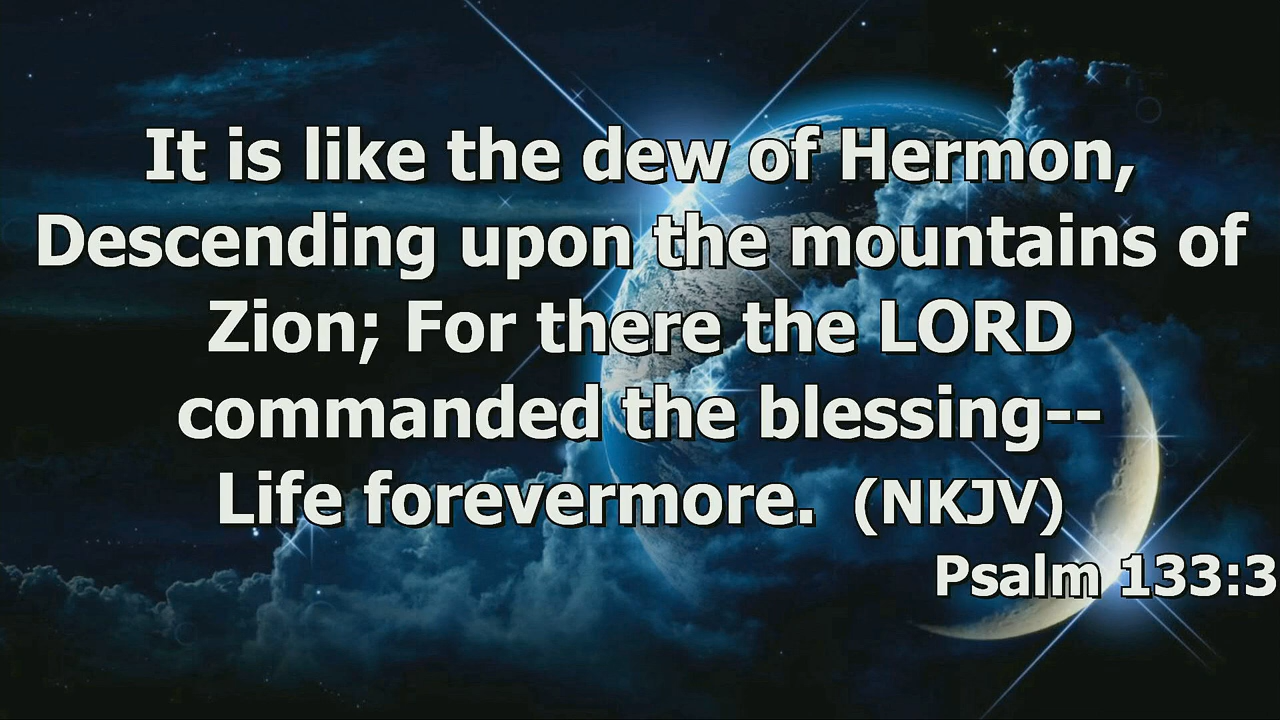 It is like the dew of Hermon,
Descending upon the mountains of
Zion; For there the LORD
commanded the blessing--
Life forevermore. (NKJV)
Psalm 133:3